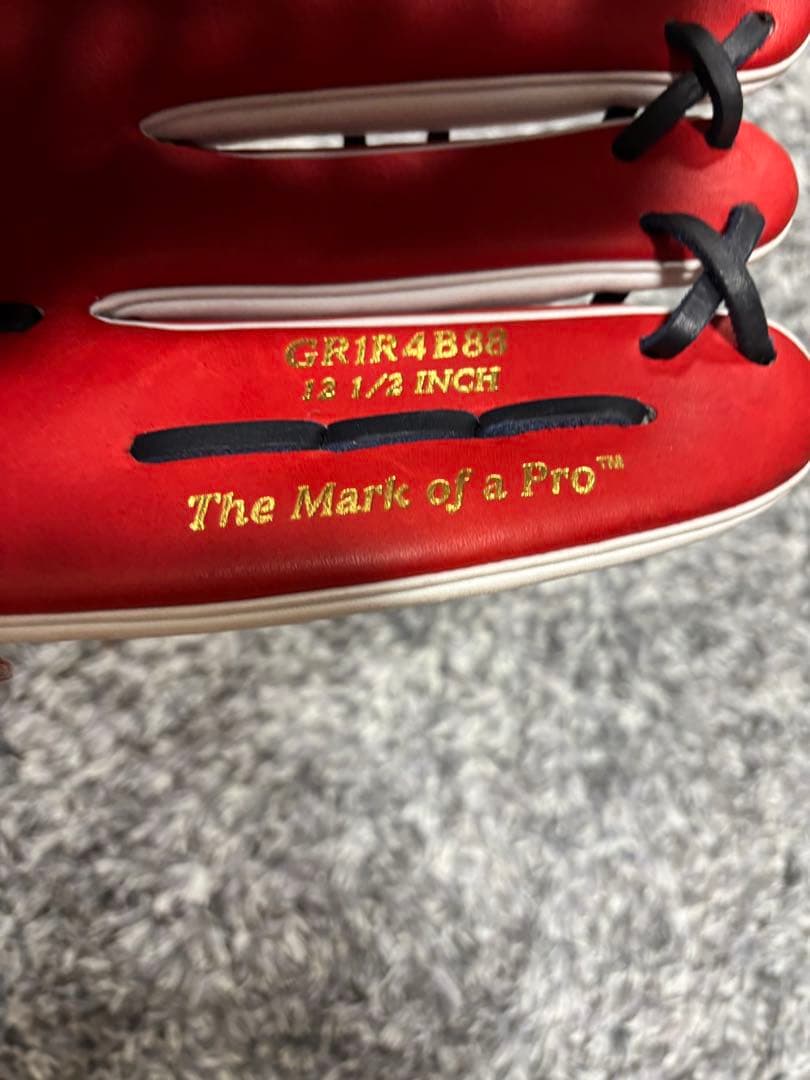 GR1R4B88
12 1/2 INCH
The Mark of a Pro™